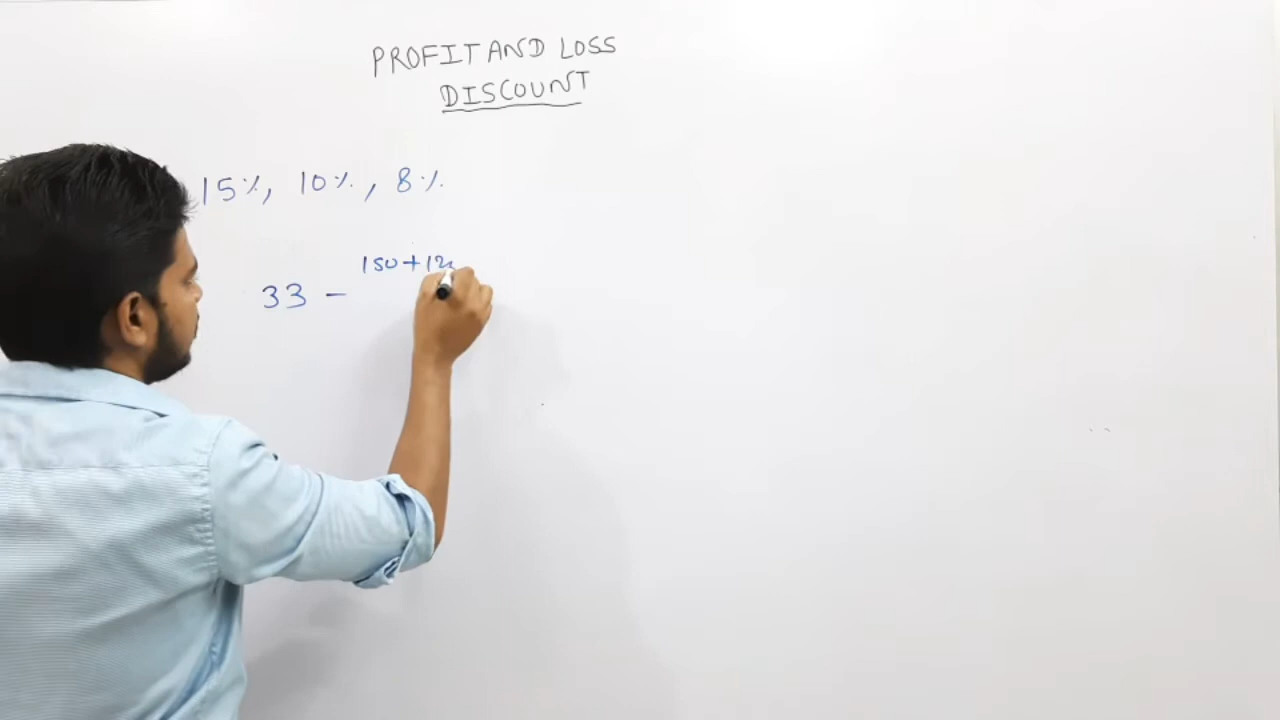 PROFIT AND LOSS
DISCOUNT
15%, 10%, 8%
33 - 150+12